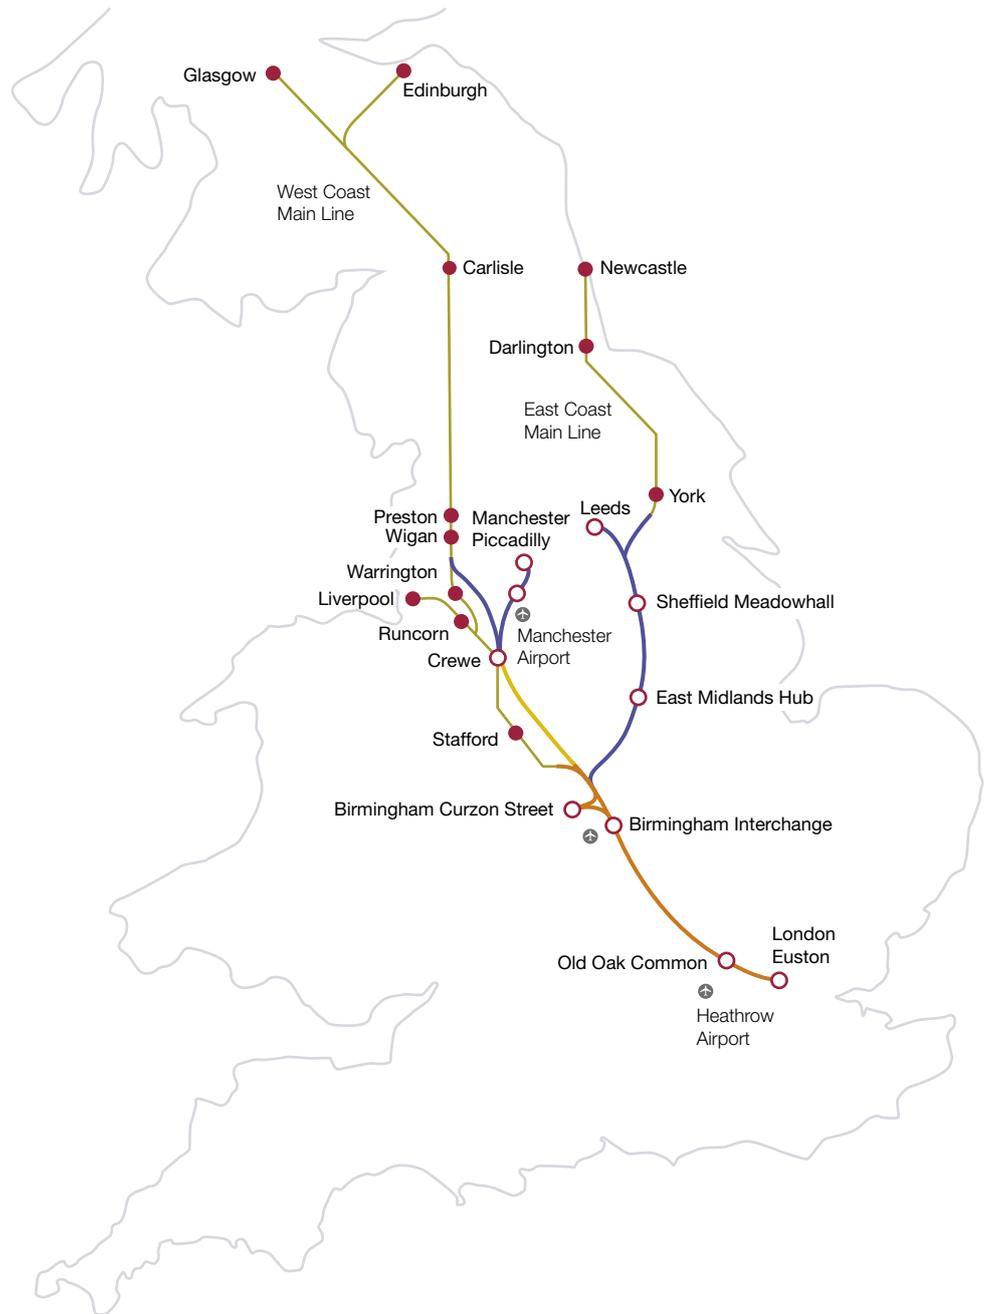 Glasgow
Edinburgh
West Coast
Main Line
Carlisle
Newcastle
Darlington
East Coast
Main Line
York
Leeds
Preston
Wigan
Manchester
Piccadilly
Warrington
Liverpool
Runcorn
Crewe
Manchester
Airport
Sheffield Meadowhall
East Midlands Hub
Stafford
Birmingham Curzon Street
Birmingham Interchange
Old Oak Common
London
Euston
Heathrow
Airport